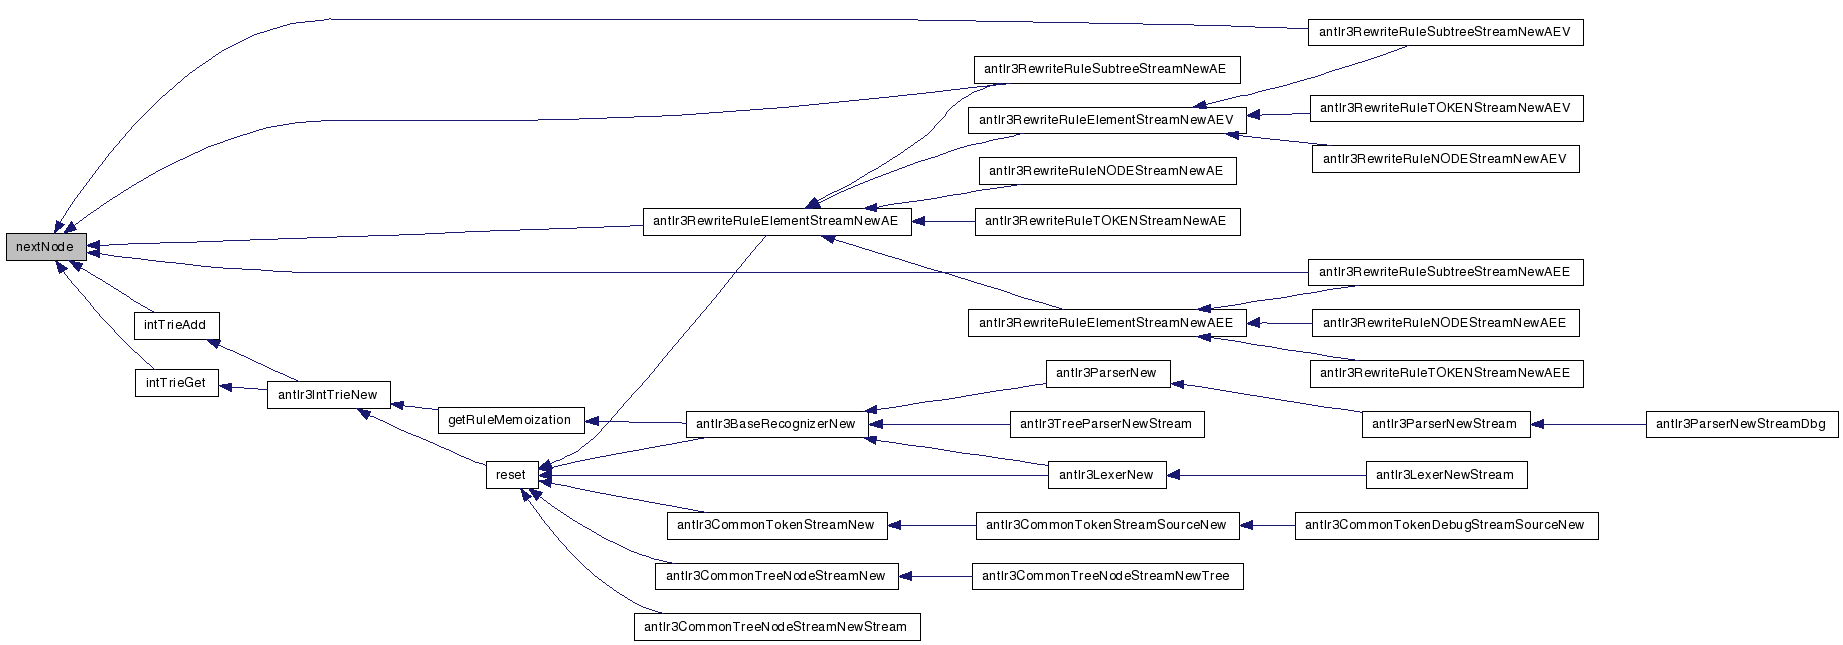 antlr3RewriteRuleSubtreeStreamNewAEV
antlr3RewriteRuleSubtreeStreamNewAE
antlr3RewriteRuleTOKENStreamNewAEV
antlr3RewriteRuleElementStreamNewAEV
antlr3RewriteRuleNODEStreamNewAEV
antlr3RewriteRuleNODEStreamNewAE
antlr3RewriteRuleElementStreamNewAE
antlr3RewriteRuleTOKENStreamNewAE
nextNode
antlr3RewriteRuleSubtreeStreamNewAEE
intTrieAdd
antlr3RewriteRuleElementStreamNewAEE
antlr3RewriteRuleNODEStreamNewAEE
antlr3ParserNew
antlr3RewriteRuleTOKENStreamNewAEE
intTrieGet
antlr3IntTrieNew
getRuleMemoization
antlr3BaseRecognizerNew
antlr3TreeParserNewStream
antlr3ParserNewStream
antlr3ParserNewStreamDbg
reset
antlr3LexerNew
antlr3LexerNewStream
antlr3CommonTokenStreamNew
antlr3CommonTokenStreamSourceNew
antlr3CommonTokenDebugStreamSourceNew
antlr3CommonTreeNodeStreamNew
antlr3CommonTreeNodeStreamNewTree
antlr3CommonTreeNodeStreamNewStream